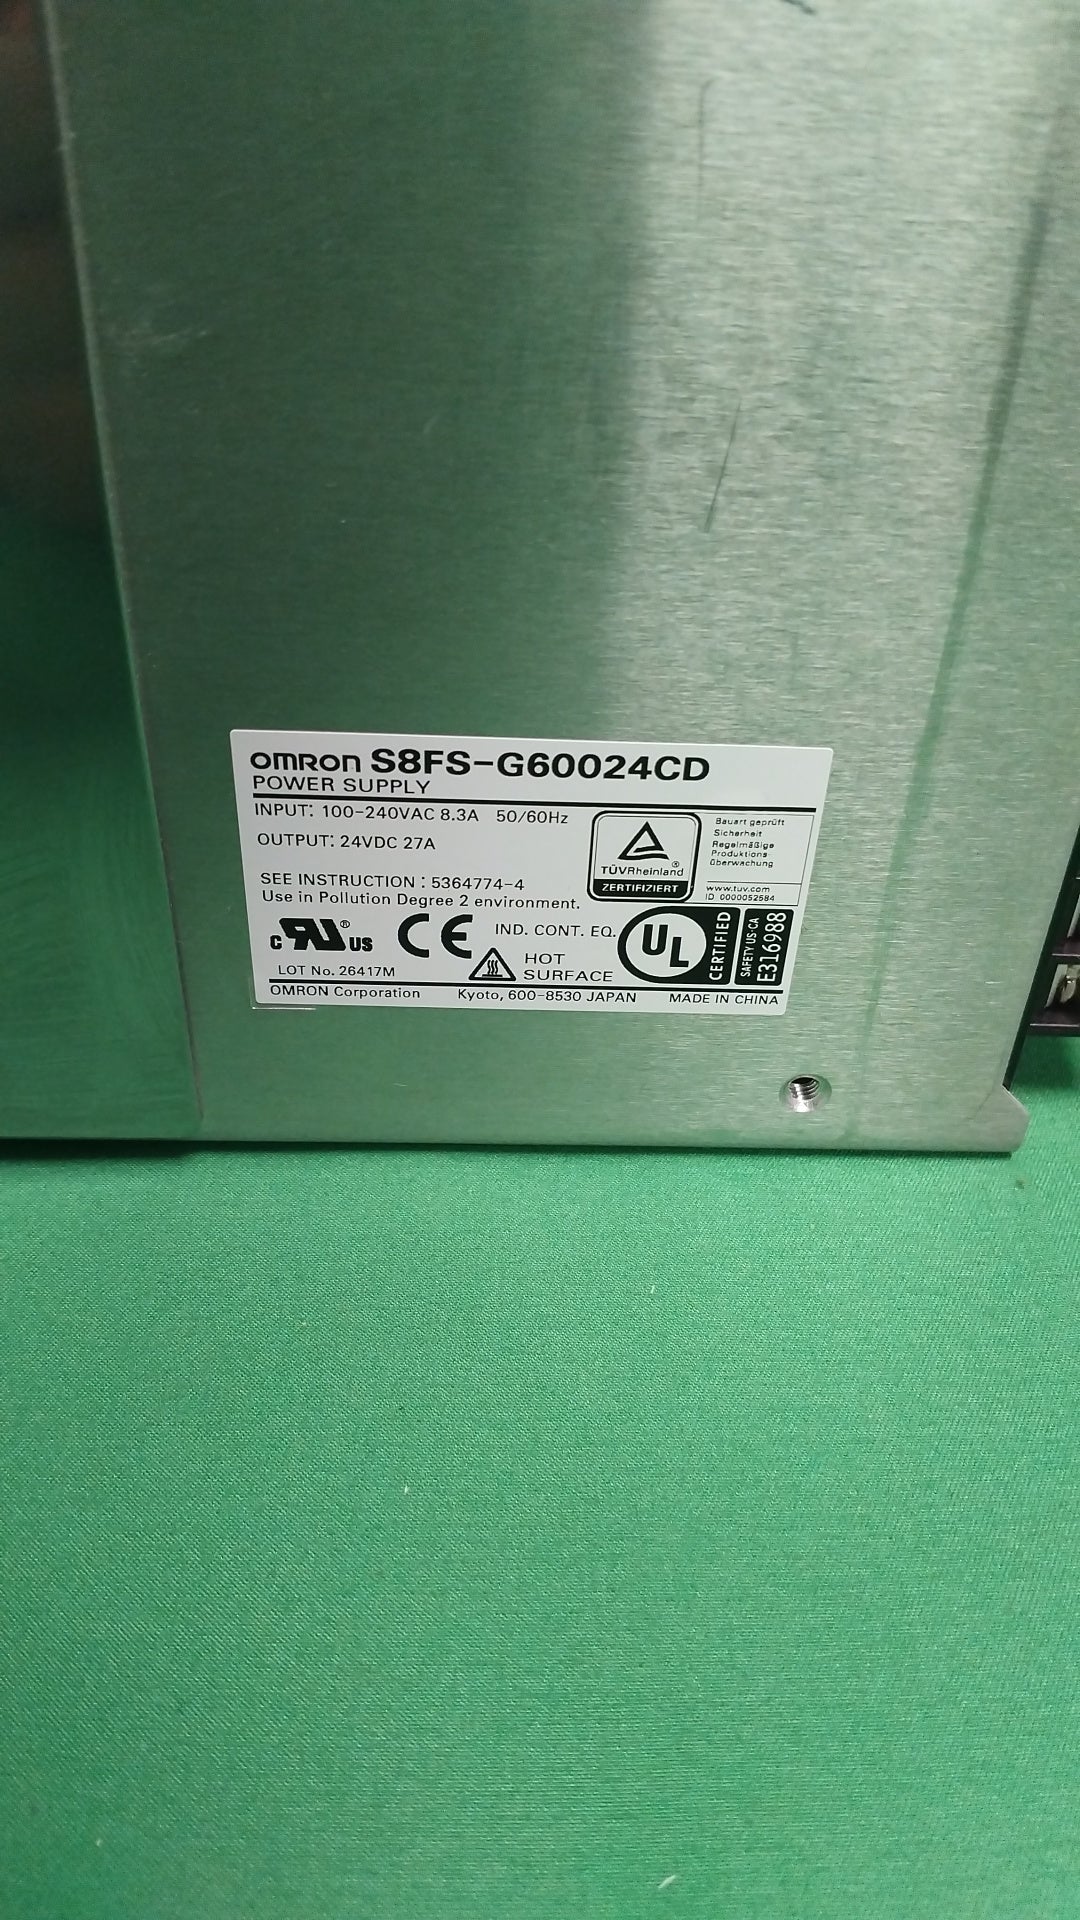 omron S8FS-G60024CD
POWER SUPPLY
INPUT: 100-240VAC 8.3A 50/60Hz
OUTPUT: 24VDC 27A
SEE INSTRUCTION : 5364774-4
Use in Pollution Degree 2 environment.
TÜVRheinland®
ZERTIFIZIERT
Bauart geprüft
Sicherheit
Regelmäßige
Produktions-
überwachung
www.tuv.com
ID 0000052584
c RU® US
CE
IND. CONT. EQ.
HOT
SURFACE
UL
CERTIFIED
SAFETY US-CA
E316988
LOT No. 26417M
OMRON Corporation Kyoto, 600-8530 JAPAN MADE IN CHINA